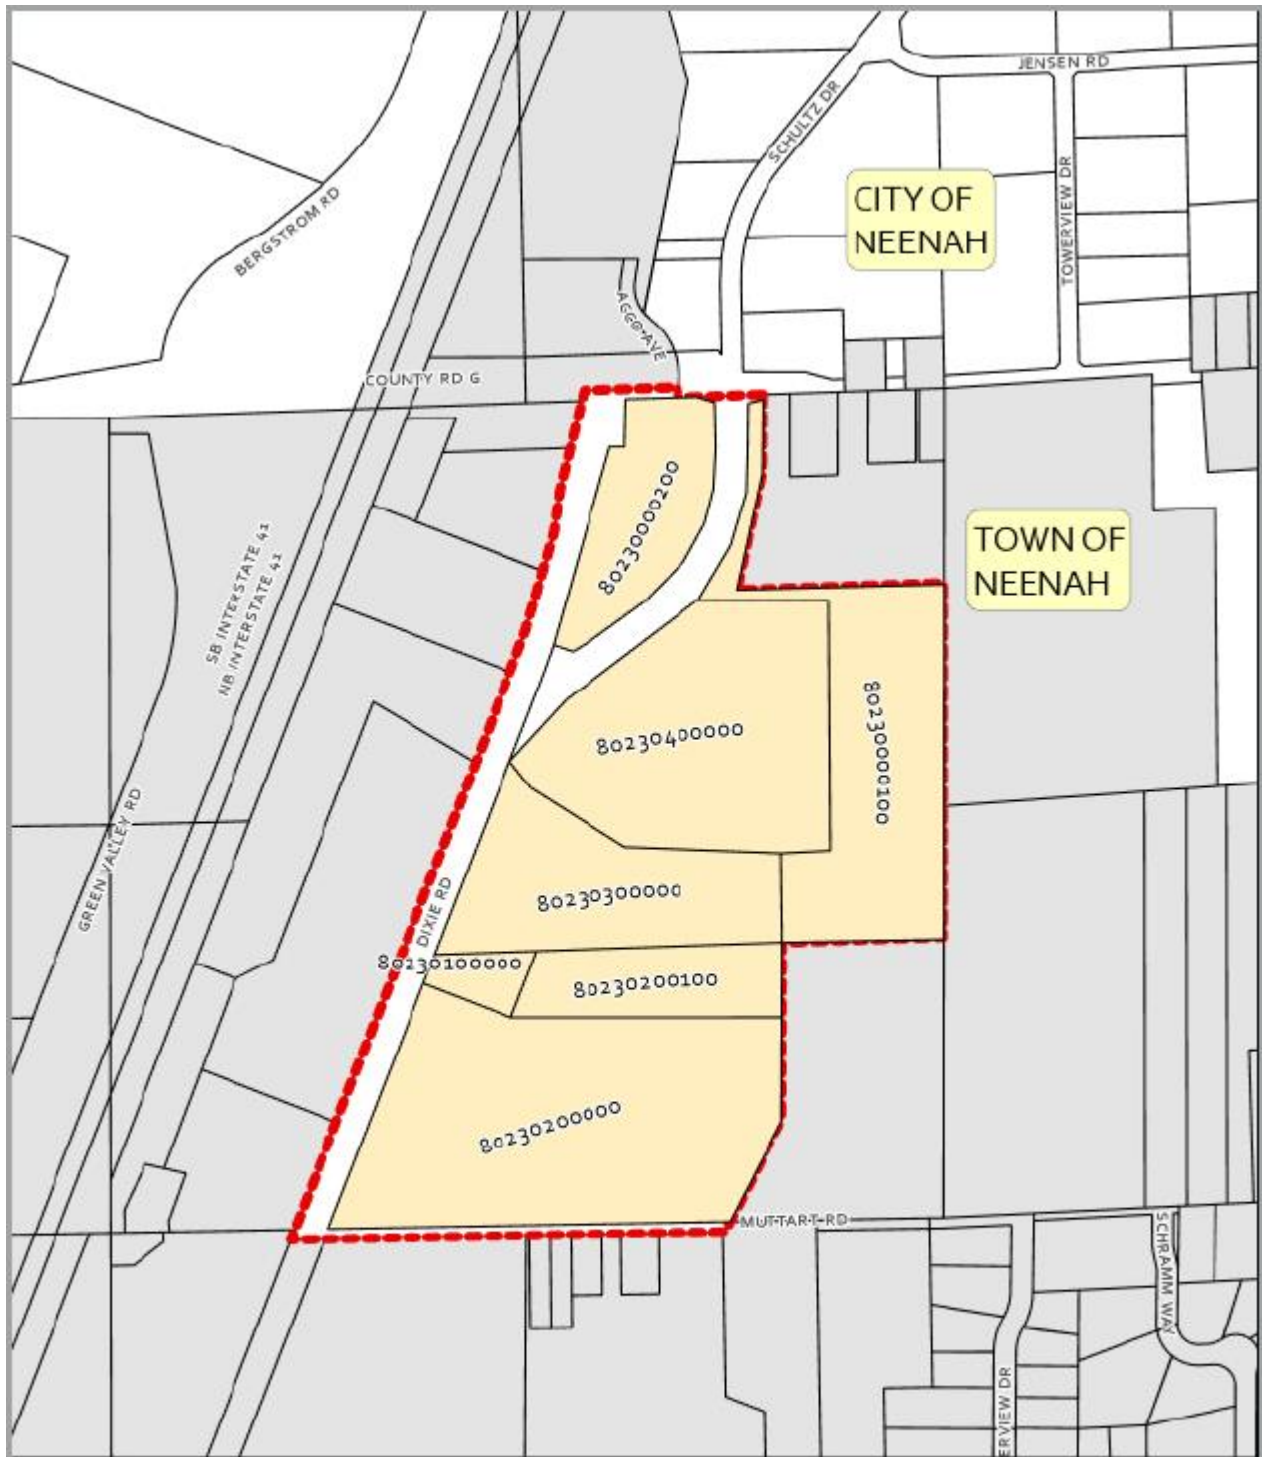 JENSEN RD
SCHULTZ DR
CITY OF
NEENAH
TOWERVIEW DR
BERGSTROM RD
COUNTY RD G
TOWN OF
NEENAH
80230000200
SB INTERSTATE 41
NB INTERSTATE 41
80230400000
80230000100
GREEN VALLEY RD
DIXIE RD
80230300000
80230100000
80230200100
80230200000
MUTTART RD
SCHRAMM WAY
ERVIEW DR